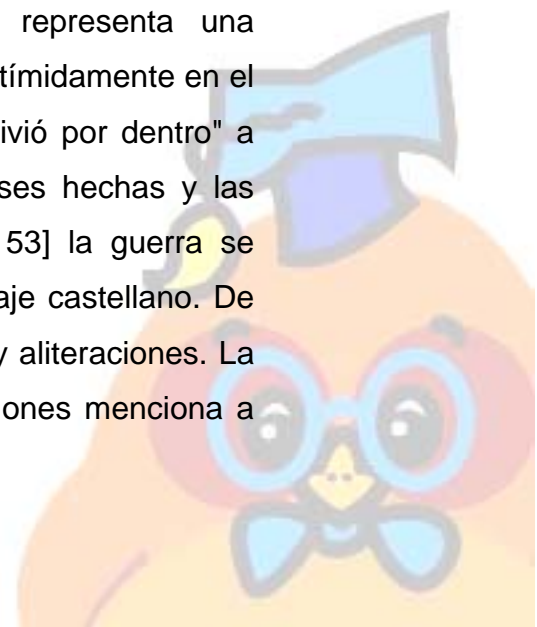 representa una
tímidamente en el
ivió por dentro" a
ses hechas y las
53] la guerra se
aje castellano. De
y aliteraciones. La
ones menciona a